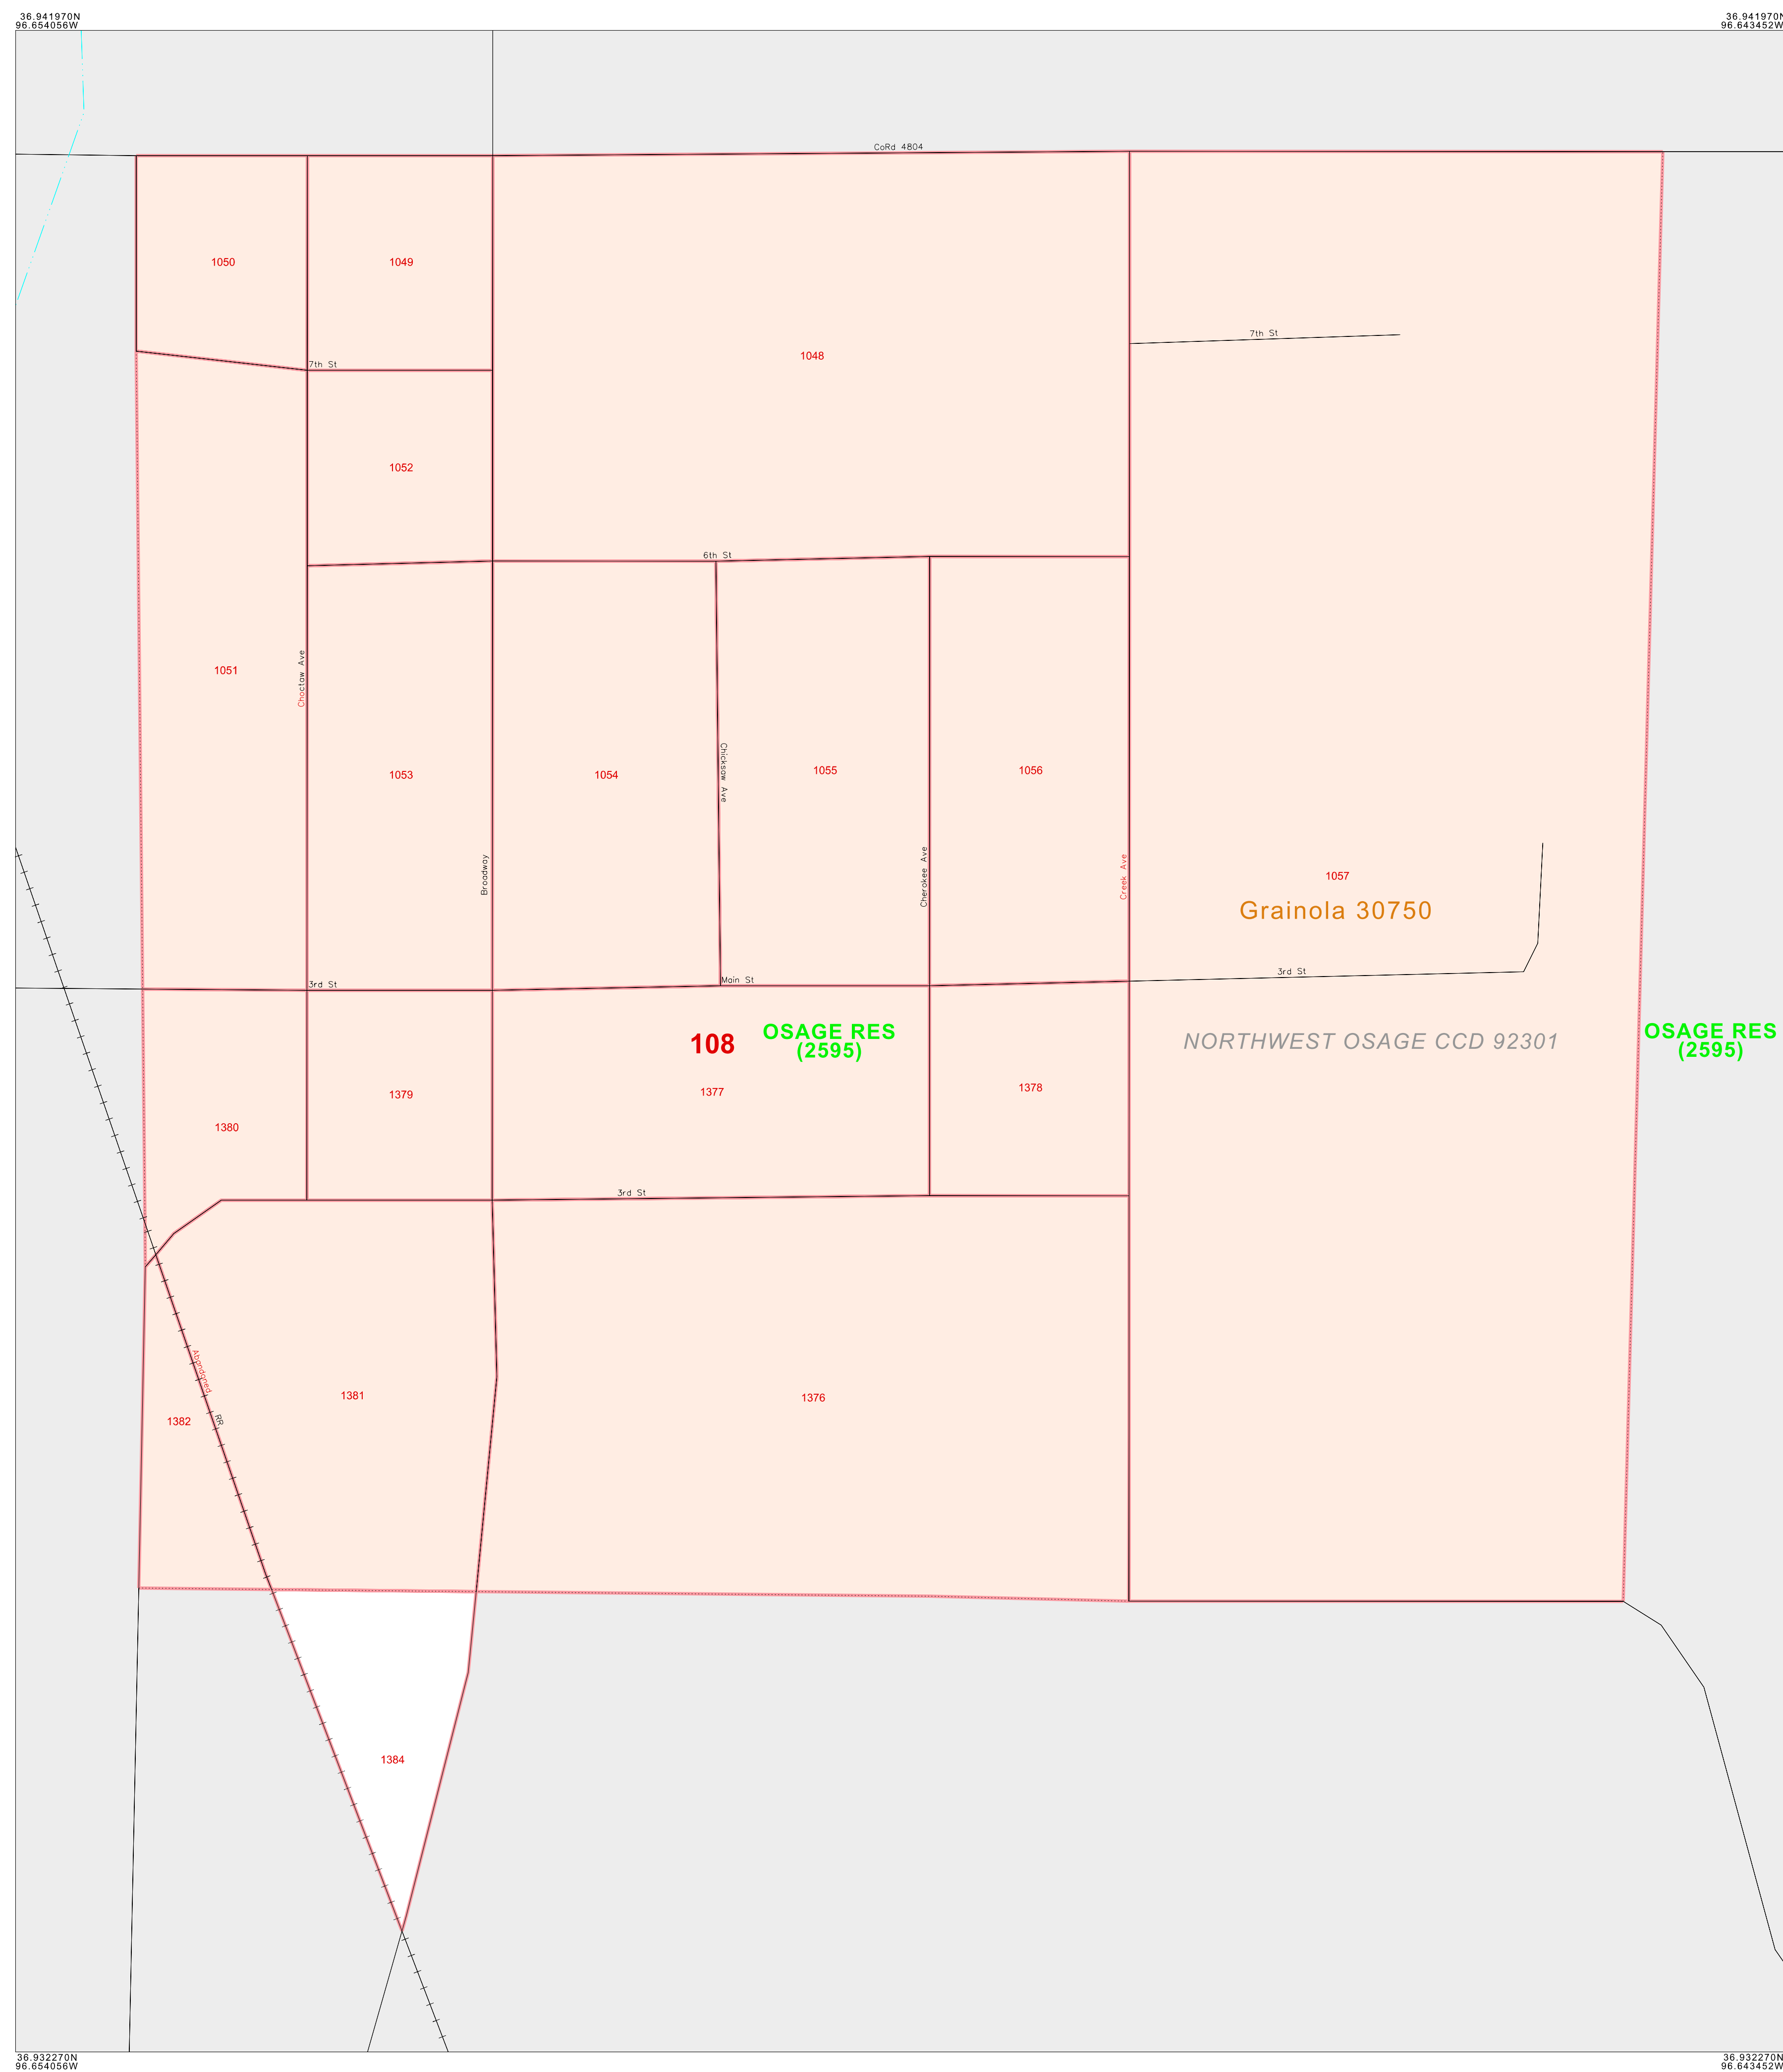 36.941970N
96.654056W
36.941970N
96.643452W
CoRd 4804
1050
1049
1048
7th St
7th St
1052
6th St
1051
Choctaw Ave
1053
1054
Chicksaw Ave
1055
1056
Broadway
Cherokee Ave
Creek Ave
1057
Grainola 30750
3rd St
Main St
3rd St
108
OSAGE RES
(2595)
NORTHWEST OSAGE CCD 92301
OSAGE RES
(2595)
1380
1379
1377
1378
3rd St
Abandoned RR
1382
1381
1376
1384
36.932270N
96.654056W
36.932270N
96.643452W